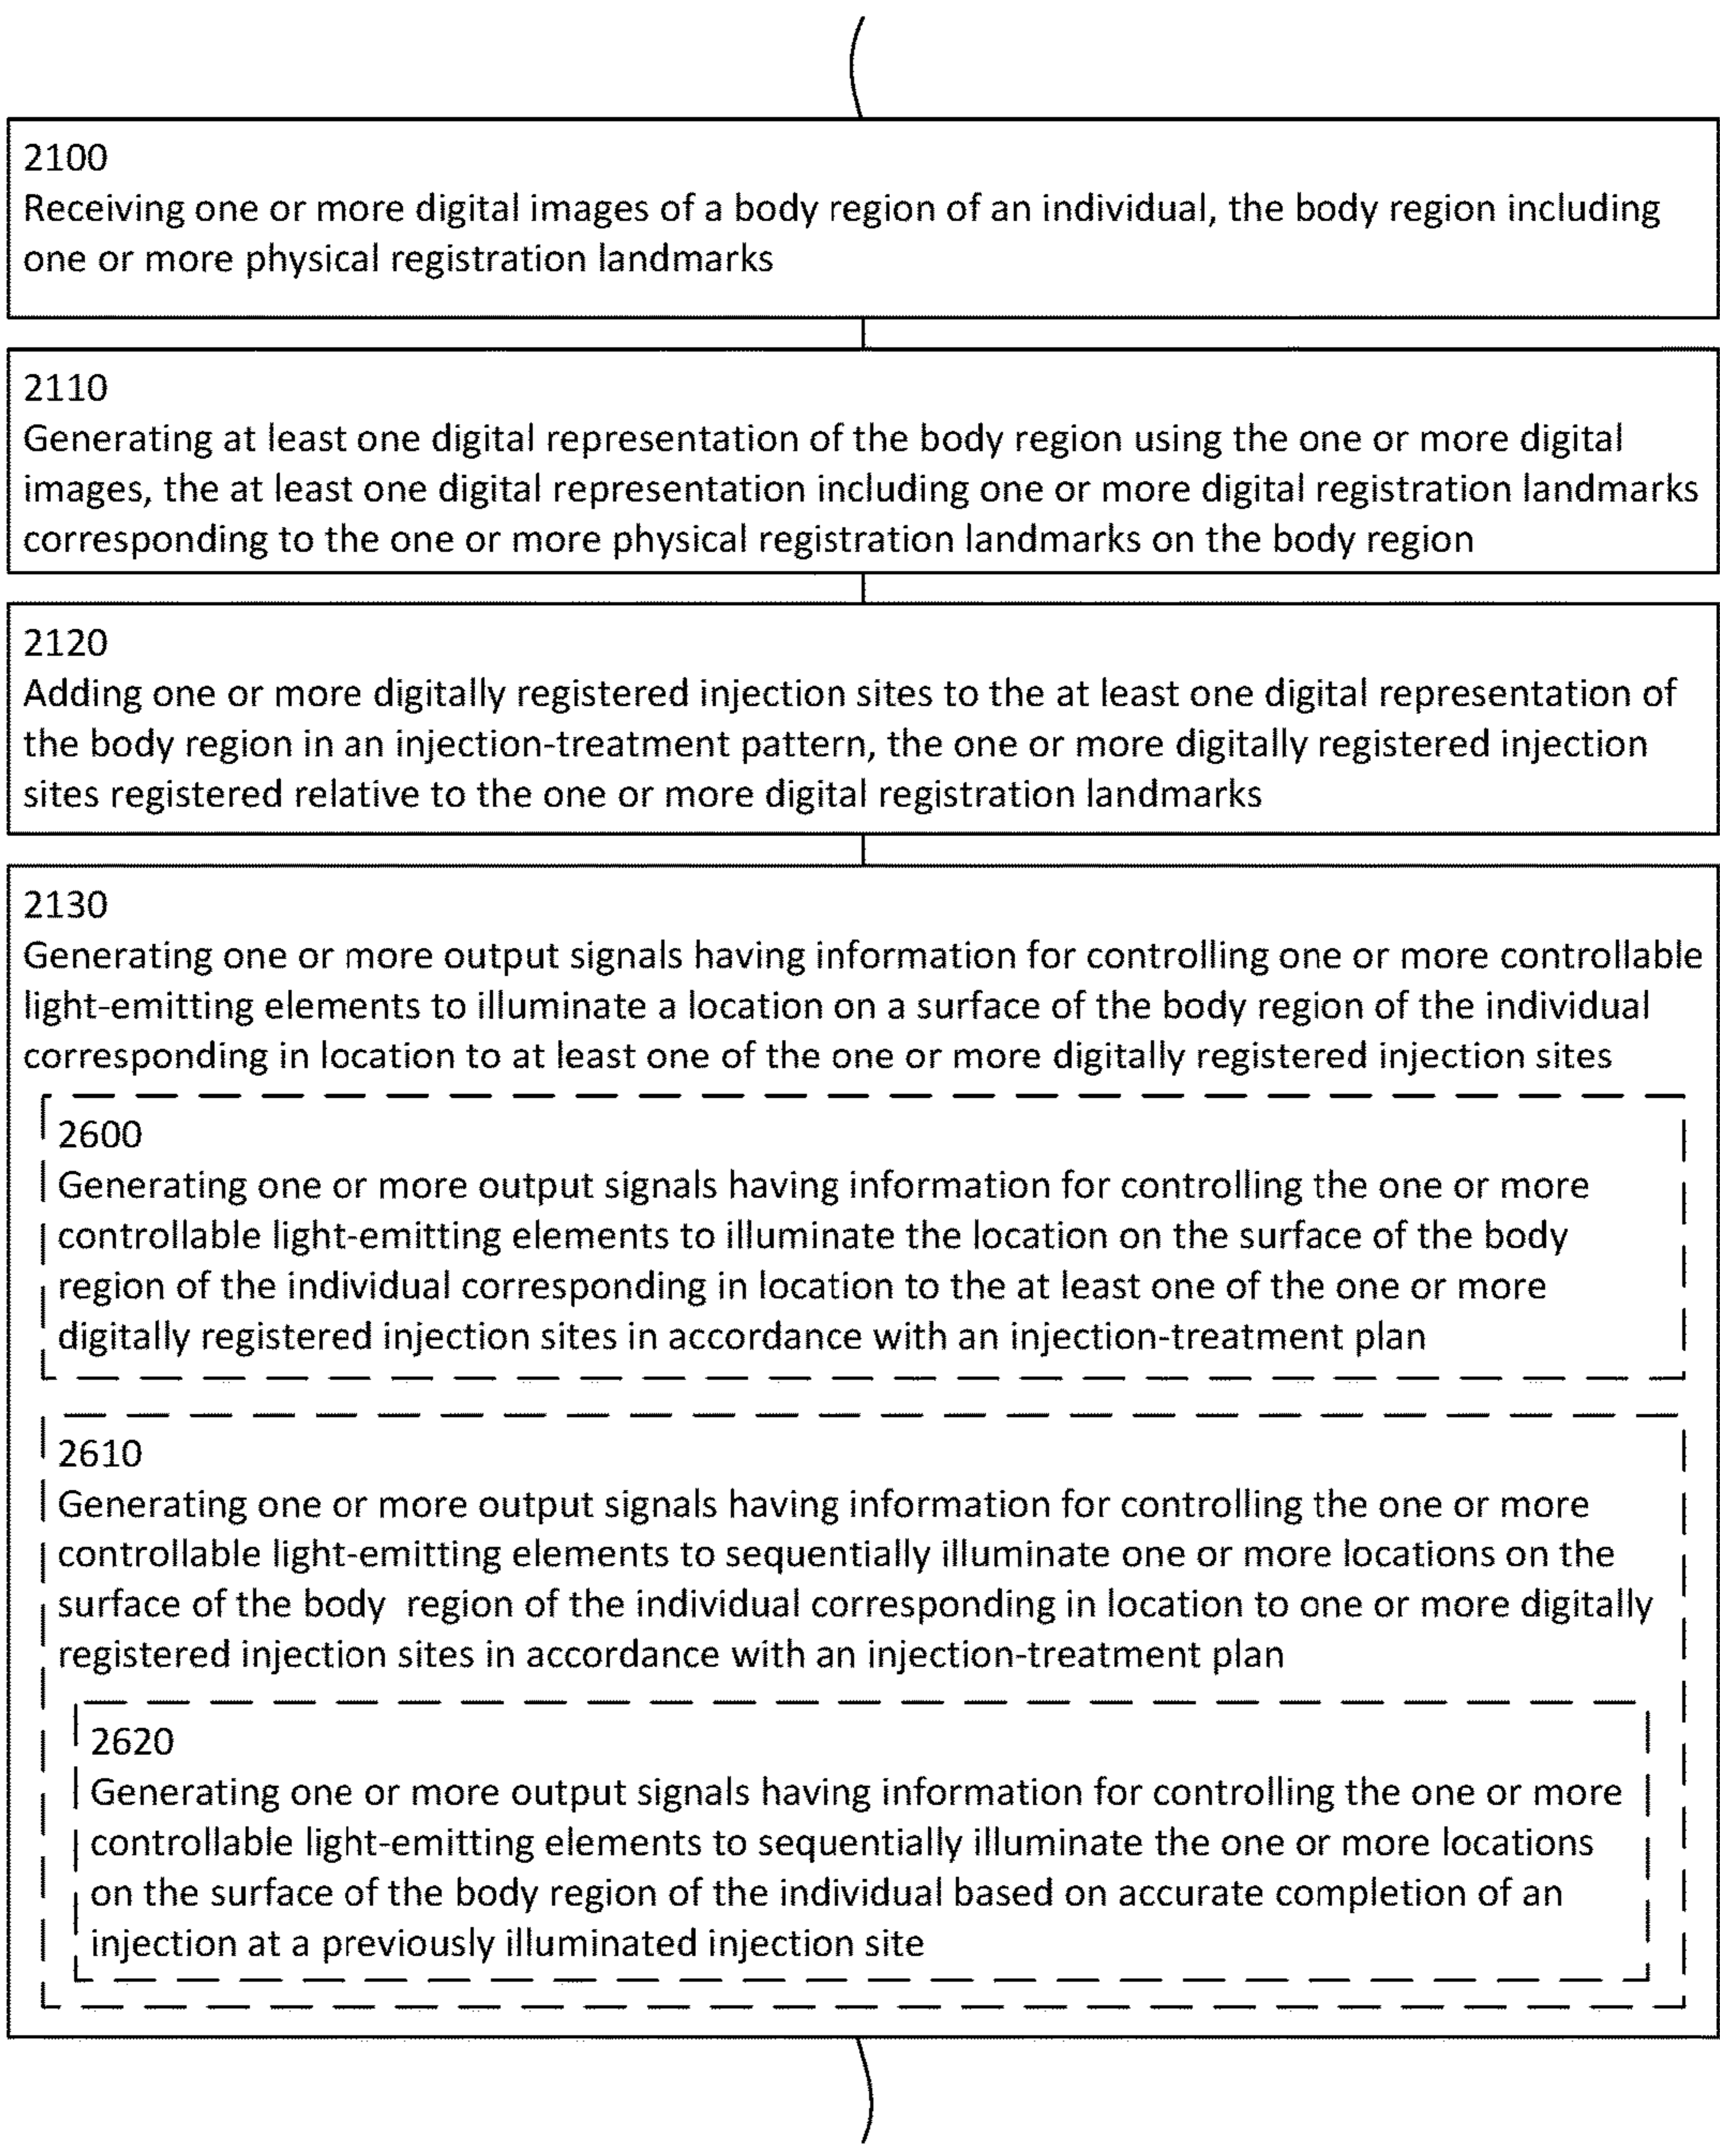 2100
Receiving one or more digital images of a body region of an individual, the body region including
one or more physical registration landmarks
2110
Generating at least one digital representation of the body region using the one or more digital
images, the at least one digital representation including one or more digital registration landmarks
corresponding to the one or more physical registration landmarks on the body region
2120
Adding one or more digitally registered injection sites to the at least one digital representation of
the body region in an injection-treatment pattern, the one or more digitally registered injection
sites registered relative to the one or more digital registration landmarks
2130
Generating one or more output signals having information for controlling one or more controllable
light-emitting elements to illuminate a location on a surface of the body region of the individual
corresponding in location to at least one of the one or more digitally registered injection sites
2600
Generating one or more output signals having information for controlling the one or more
controllable light-emitting elements to illuminate the location on the surface of the body
region of the individual corresponding in location to the at least one of the one or more
digitally registered injection sites in accordance with an injection-treatment plan
2610
Generating one or more output signals having information for controlling the one or more
controllable light-emitting elements to sequentially illuminate one or more locations on the
surface of the body region of the individual corresponding in location to one or more digitally
registered injection sites in accordance with an injection-treatment plan
2620
Generating one or more output signals having information for controlling the one or more
controllable light-emitting elements to sequentially illuminate the one or more locations
on the surface of the body region of the individual based on accurate completion of an
injection at a previously illuminated injection site